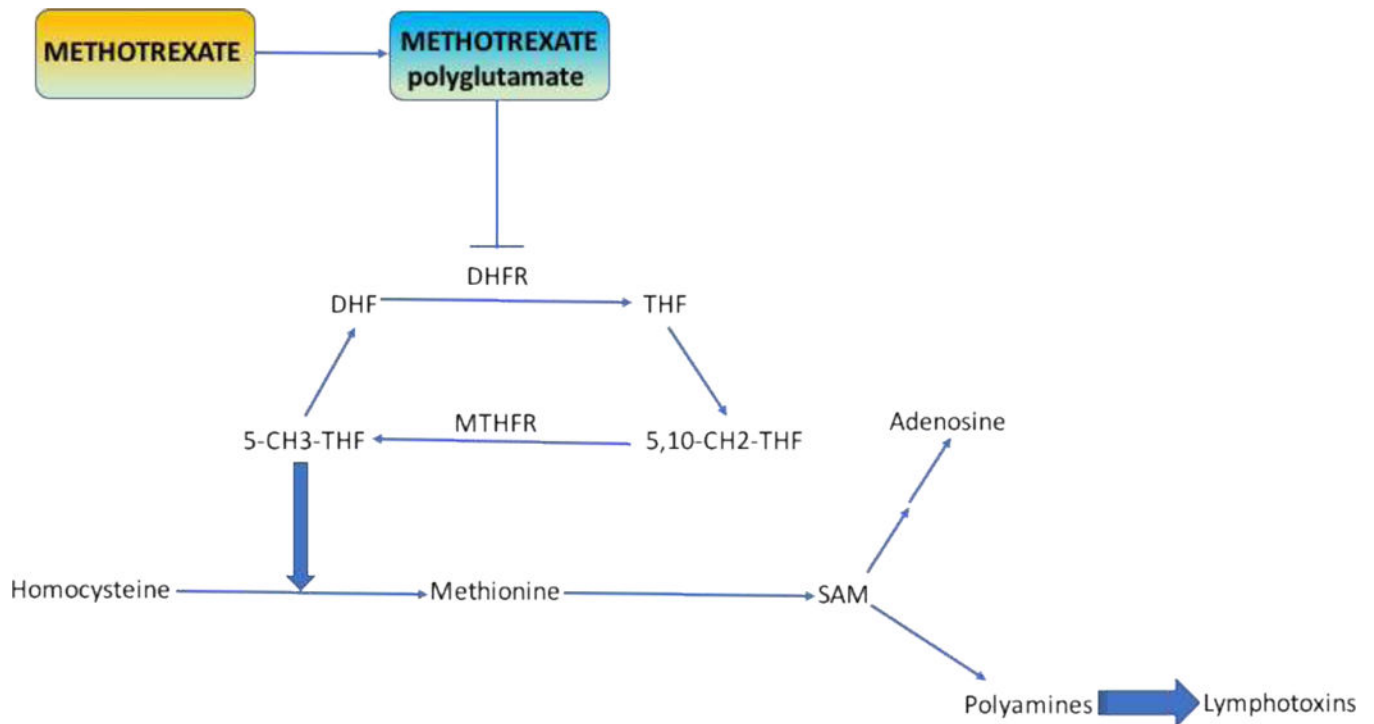 METHOTREXATE
METHOTREXATE
polyglutamate
DHFR
DHF
THF
MTHFR
5-CH3-THF
5,10-CH2-THF
Adenosine
Homocysteine
Methionine
SAM
Polyamines
Lymphotoxins